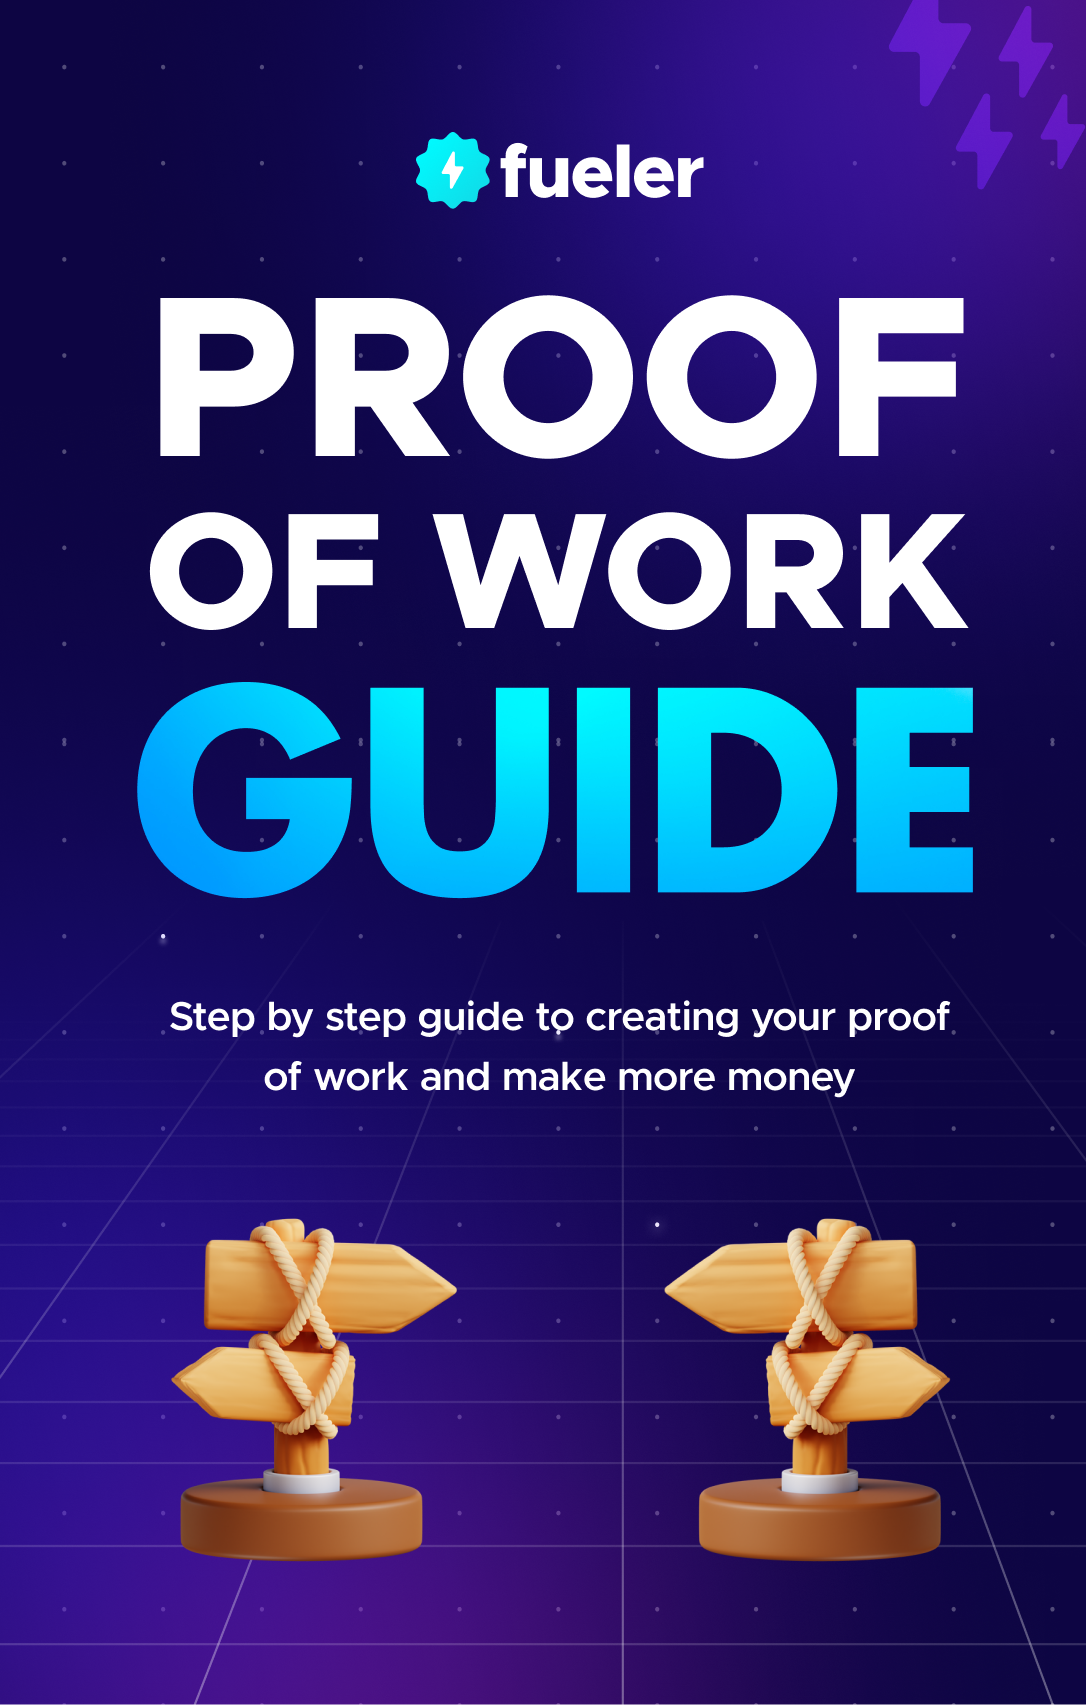 fueler
PROOF
OF WORK
GUIDE
Step by step guide to creating your proof
of work and make more money